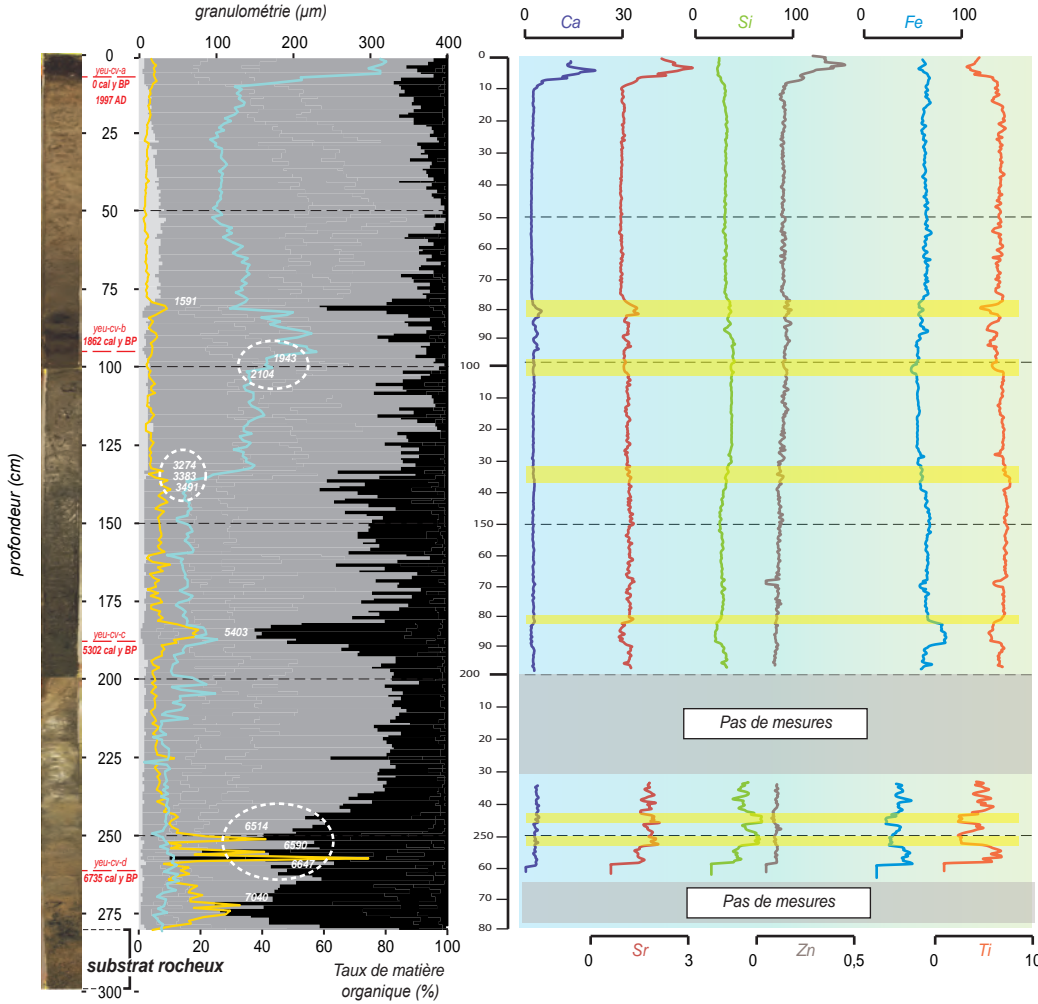 granulométrie (µm)
0 100 200 300 400
Ca
0 30
Si
0 100
Fe
0 100
profondeur (cm)
0
25
50
75
100
125
150
175
200
225
250
275
300
yeu-cv-a
0 cal y BP
1997 AD
yeu-cv-b
1862 cal y BP
yeu-cv-c
5302 cal y BP
yeu-cv-d
6735 cal y BP
1591
1943
2104
3274
3383
3491
5403
6514
6590
6647
7040
0 20 40 60 80 100
Taux de matière
organique (%)
substrat rocheux
0
10
20
30
40
50
60
70
80
90
100
10
20
30
40
150
60
70
80
90
200
10
20
30
40
250
60
70
80
Pas de mesures
Pas de mesures
Sr
0 3
Zn
0 0,5
Ti
0 10